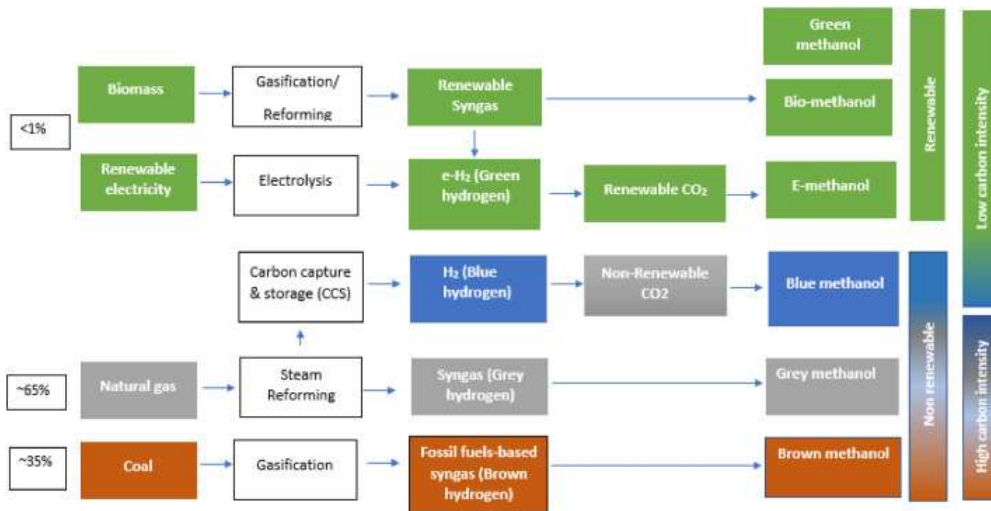 Green
methanol
Biomass
Gasification/
Reforming
Renewable
Syngas
Bio-methanol
<1%
Renewable
electricity
Electrolysis
e-H₂ (Green
hydrogen)
Renewable CO₂
E-methanol
Renewable
Low carbon intensity
Carbon capture
& storage (CCS)
H₂ (Blue
hydrogen)
Non-Renewable
CO2
Blue methanol
~65%
Natural gas
Steam
Reforming
Syngas (Grey
hydrogen)
Grey methanol
~35%
Coal
Gasification
Fossil fuels-based
syngas (Brown
hydrogen)
Brown methanol
Non renewable
High carbon intensity